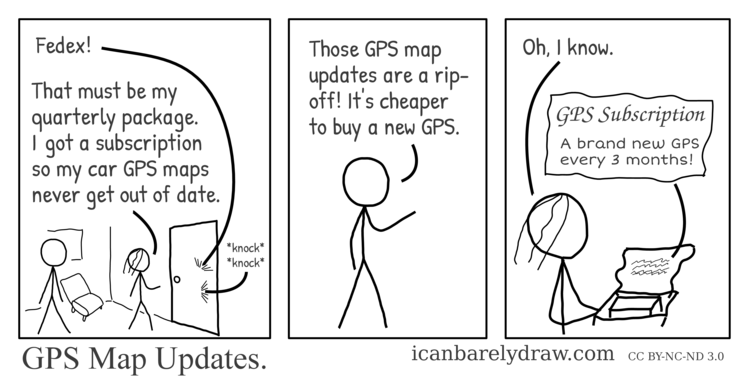 Fedex!
That must be my
quarterly package.
I got a subscription
so my car GPS maps
never get out of date.
*knock*
*knock*
Those GPS map
updates are a rip-
off! It's cheaper
to buy a new GPS.
Oh, I know.
GPS Subscription
A brand new GPS
every 3 months!
GPS Map Updates.
icanbarelydraw.com CC BY-NC-ND 3.0